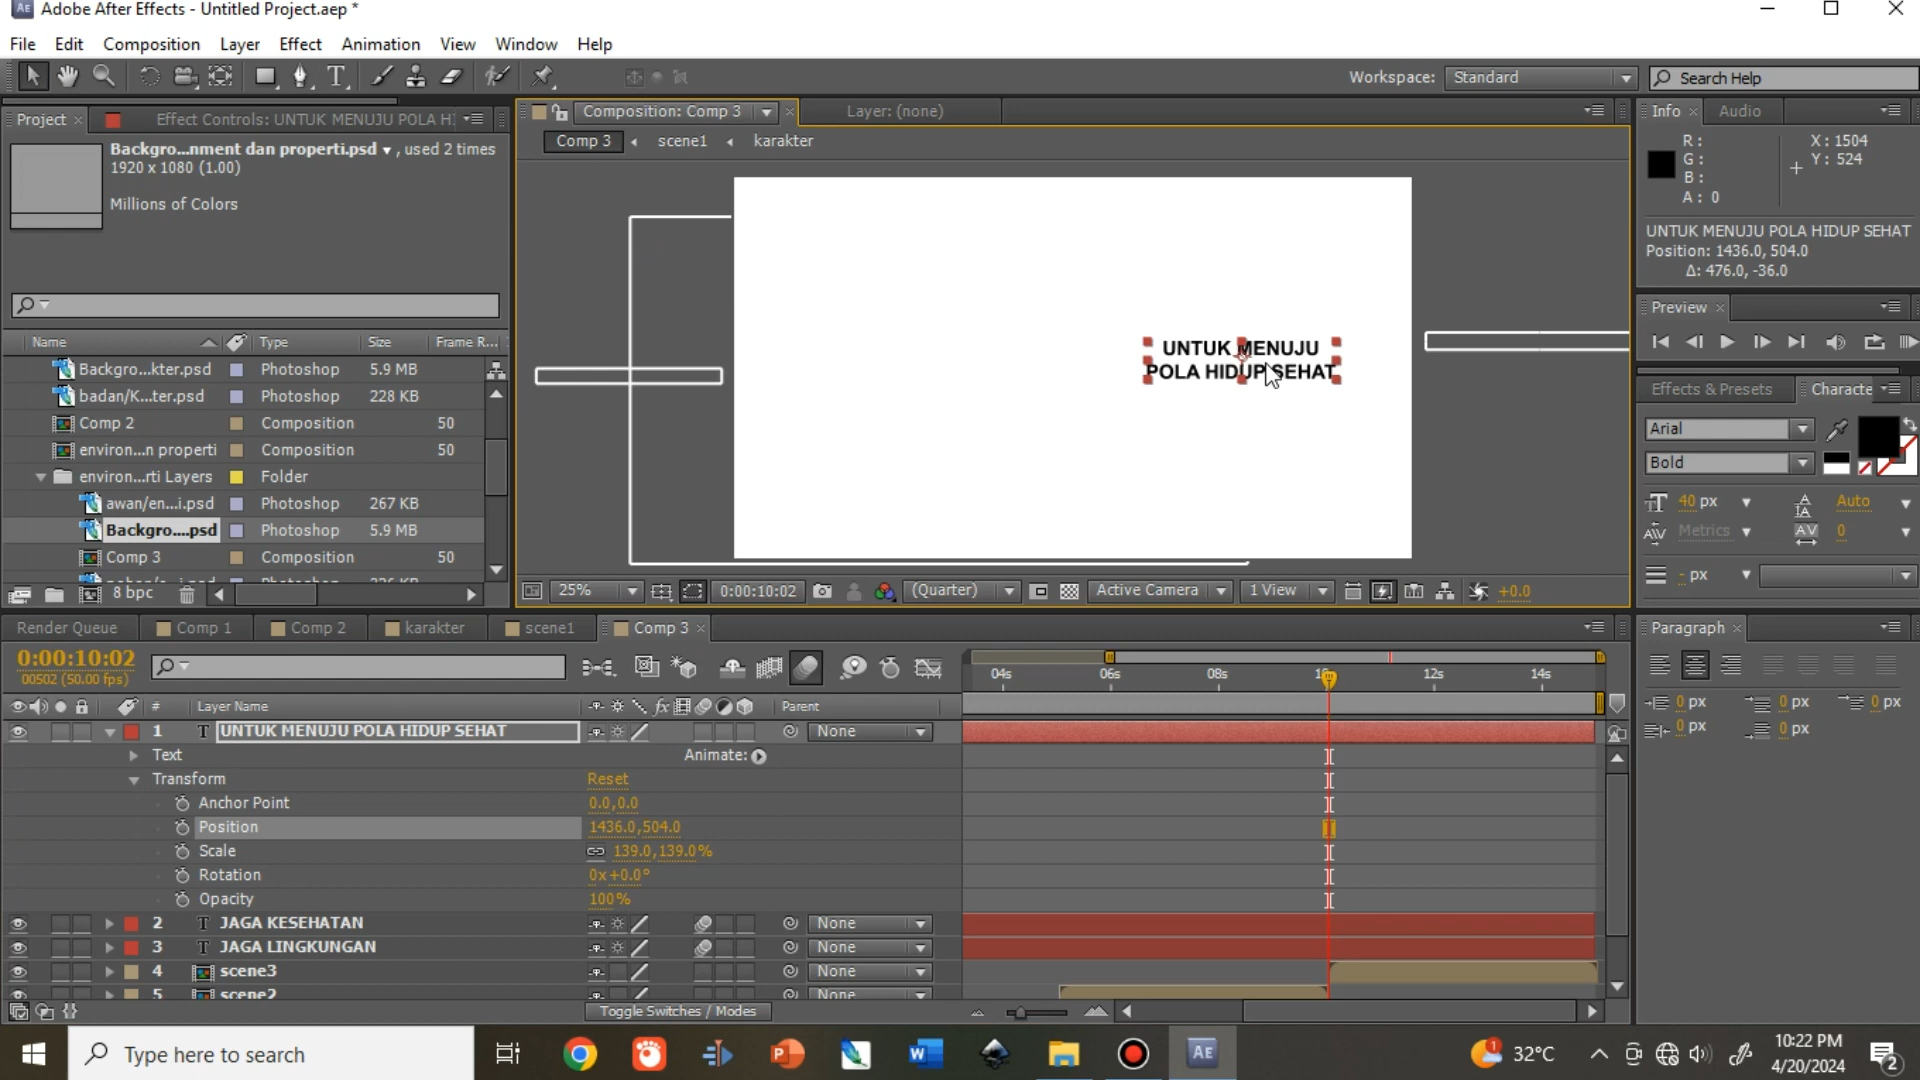 Adobe After Effects - Untitled Project.aep *
File Edit Composition Layer Effect Animation View Window Help
Workspace: Standard Search Help
Project Effect Controls: UNTUK MENUJU POLA H
Composition: Comp 3 Layer: (none) Info Audio
Backgro...nment dan properti.psd , used 2 times
1920 x 1080 (1.00)
Millions of Colors
Comp 3 scene1 karakter
R: X: 1504
G: Y: 524
B:
A: 0
UNTUK MENUJU POLA HIDUP SEHAT
Position: 1436.0, 504.0
Δ: 476.0, -36.0
Preview
Name Type Size Frame R...
Backgro...kter.psd Photoshop 5.9 MB
badan/K...ter.psd Photoshop 228 KB
Comp 2 Composition 50
environ...n properti Composition 50
environ...rti Layers Folder
awan/en...i.psd Photoshop 267 KB
Backgro....psd Photoshop 5.9 MB
Comp 3 Composition 50
8 bpc
UNTUK MENUJU
POLA HIDUP SEHAT
25% 0:00:10:02 (Quarter) Active Camera 1 View +0.0
Effects & Presets Characte
Arial
Bold
40 px Auto
Metrics 0
- px
Render Queue Comp 1 Comp 2 karakter scene1 Comp 3
0:00:10:02
00502 (50.00 fps)
04s 06s 08s 10s 12s 14s
# Layer Name Parent
1 T UNTUK MENUJU POLA HIDUP SEHAT None
Text Animate:
Transform Reset
Anchor Point 0.0,0.0
Position 1436.0,504.0
Scale 139.0,139.0%
Rotation 0x+0.0°
Opacity 100%
2 T JAGA KESEHATAN None
3 T JAGA LINGKUNGAN None
4 scene3 None
5 scene2 None
Toggle Switches / Modes
Paragraph
0 px 0 px 0 px
0 px 0 px
Type here to search
32°C
10:22 PM
4/20/2024
2